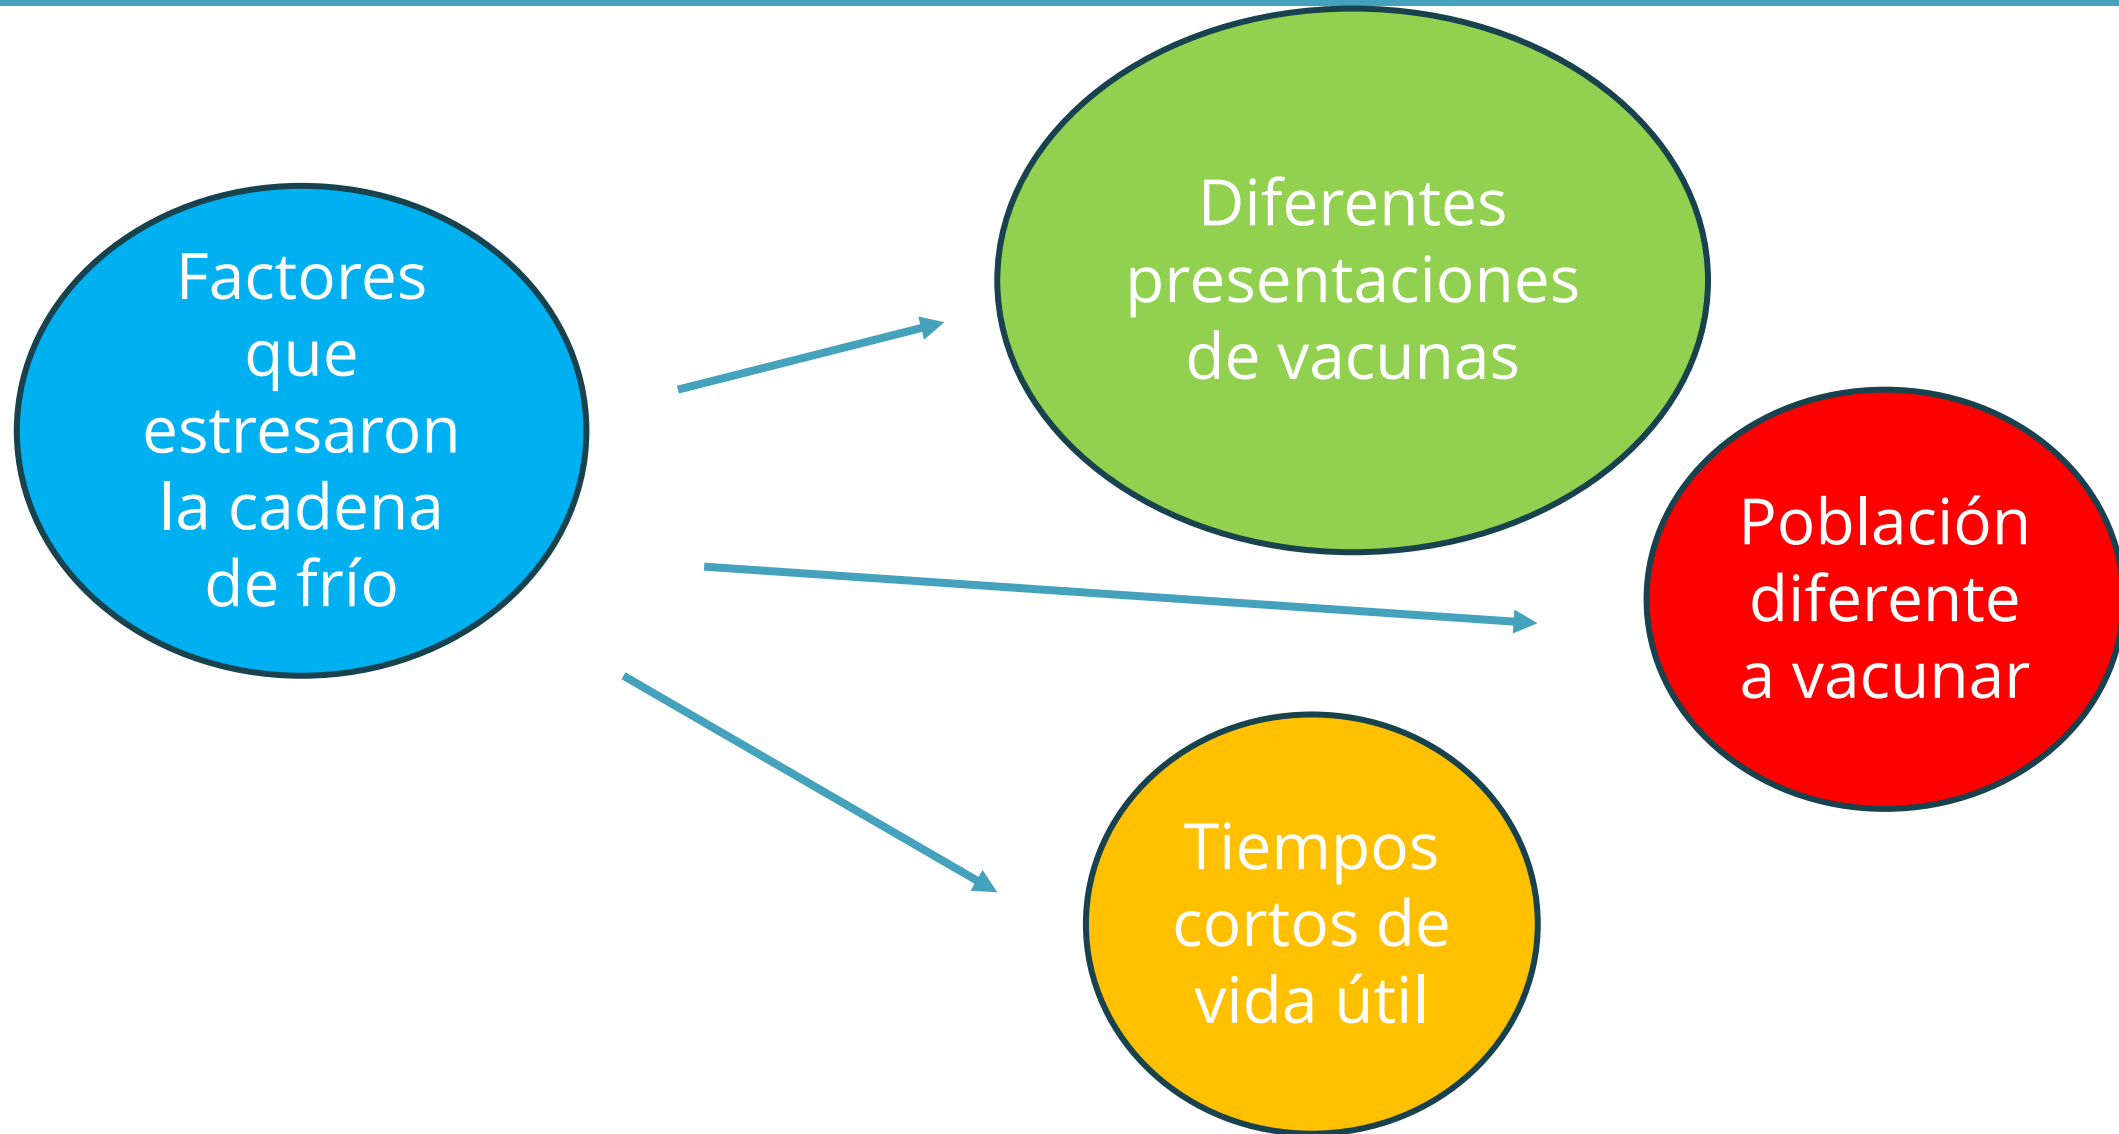 Factores
que
estresaron
la cadena
de frío
Diferentes
presentaciones
de vacunas
Población
diferente
a vacunar
Tiempos
cortos de
vida útil